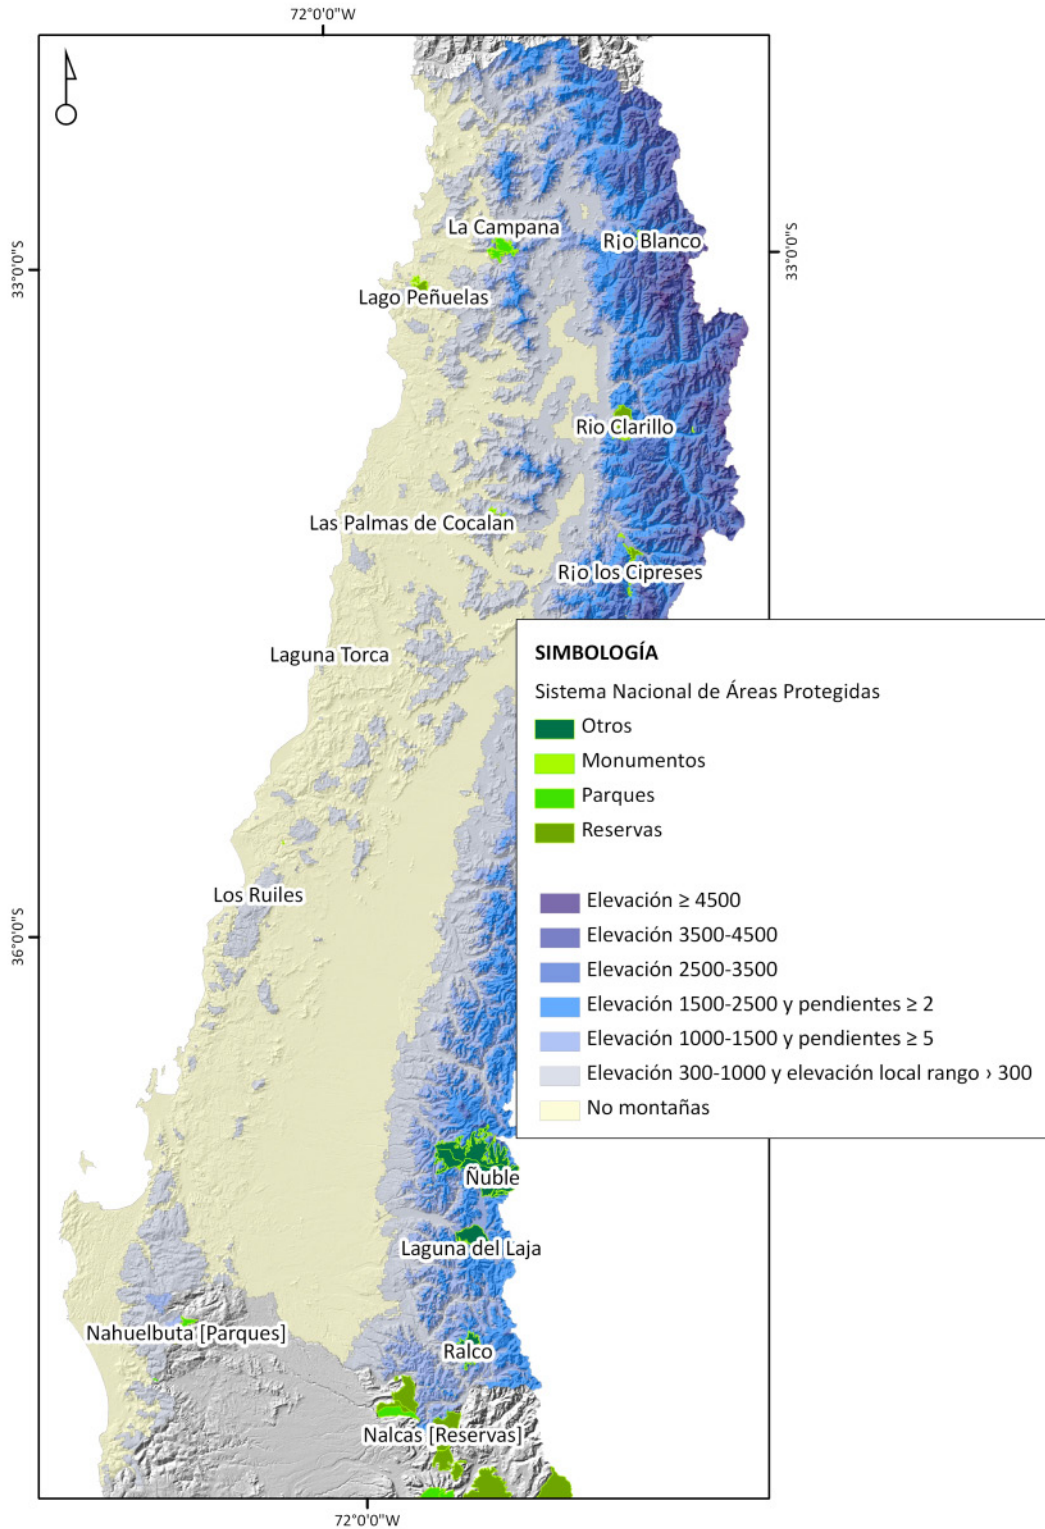 72°0'0"W
33°0'0"S
33°0'0"S
La Campana
R¡o Blanco
Lago Peñuelas
Rio Clarillo
Las Palmas de Cocalan
R¡o los Cipreses
Laguna Torca
Los Ruiles
36°0'0"S
SIMBOLOGÍA
Sistema Nacional de Áreas Protegidas
Otros
Monumentos
Parques
Reservas
Elevación ≥ 4500
Elevación 3500-4500
Elevación 2500-3500
Elevación 1500-2500 y pendientes ≥ 2
Elevación 1000-1500 y pendientes ≥ 5
Elevación 300-1000 y elevación local rango › 300
No montañas
Ñuble
Laguna del Laja
Nahuelbuta [Parques]
Ralco
Nalcas [Reservas]
72°0'0"W